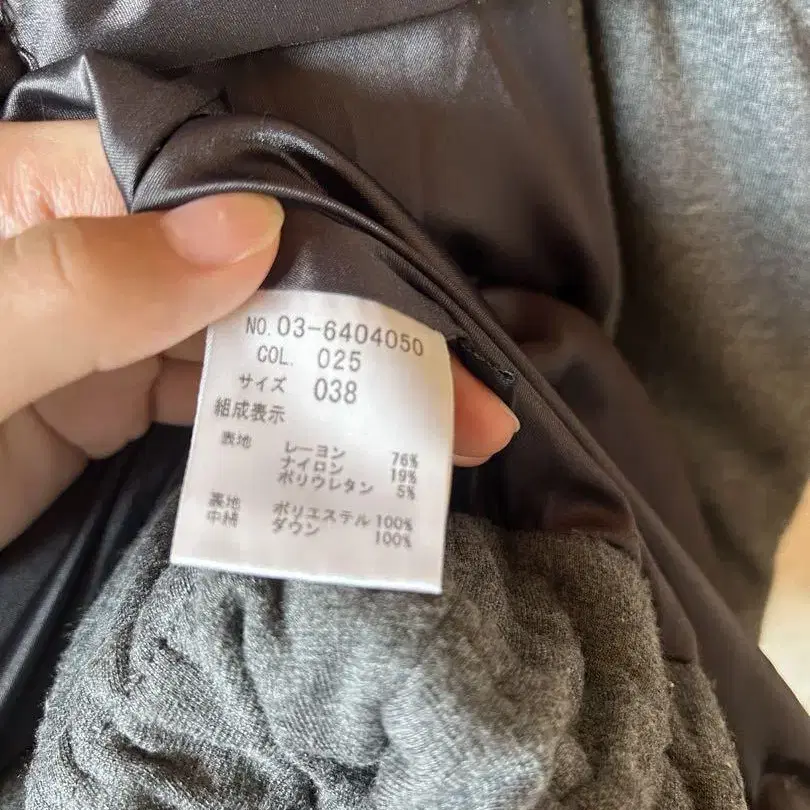 NO. 03-6404050
COL. 025
サイズ 038
組成表示
表地 レーヨン 76%
ナイロン 19%
ポリウレタン 5%
裏地 ポリエステル 100%
中綿 ダウン 100%